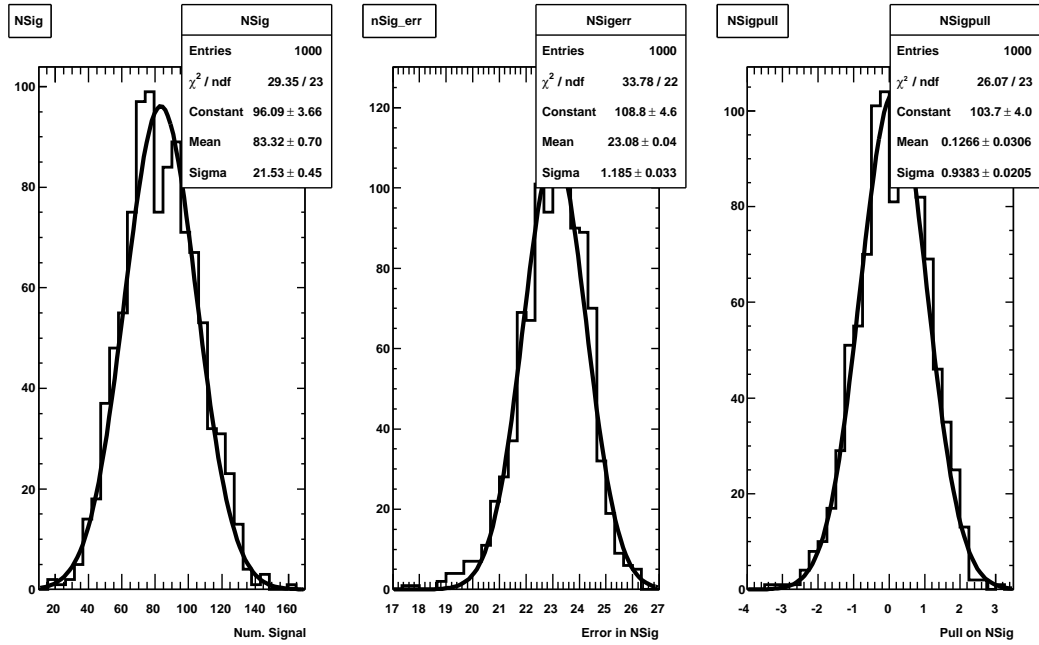 NSig
NSig
Entries 1000
χ² / ndf 29.35 / 23
Constant 96.09 ± 3.66
Mean 83.32 ± 0.70
Sigma 21.53 ± 0.45
100
80
60
40
20
0
20 40 60 80 100 120 140 160
Num. Signal
nSig_err
NSigerr
Entries 1000
χ² / ndf 33.78 / 22
Constant 108.8 ± 4.6
Mean 23.08 ± 0.04
Sigma 1.185 ± 0.033
120
100
80
60
40
20
0
17 18 19 20 21 22 23 24 25 26 27
Error in NSig
NSigpull
NSigpull
Entries 1000
χ² / ndf 26.07 / 23
Constant 103.7 ± 4.0
Mean 0.1266 ± 0.0306
Sigma 0.9383 ± 0.0205
100
80
60
40
20
0
-4 -3 -2 -1 0 1 2 3
Pull on NSig